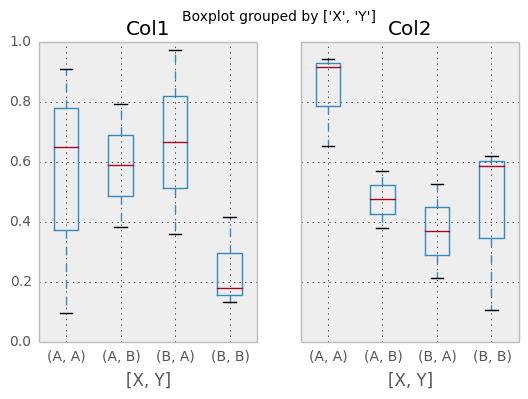 Boxplot grouped by ['X', 'Y']
Col1
Col2
1.0
0.8
0.6
0.4
0.2
0.0
(A, A) (A, B) (B, A) (B, B)
(A, A) (A, B) (B, A) (B, B)
[X, Y]
[X, Y]